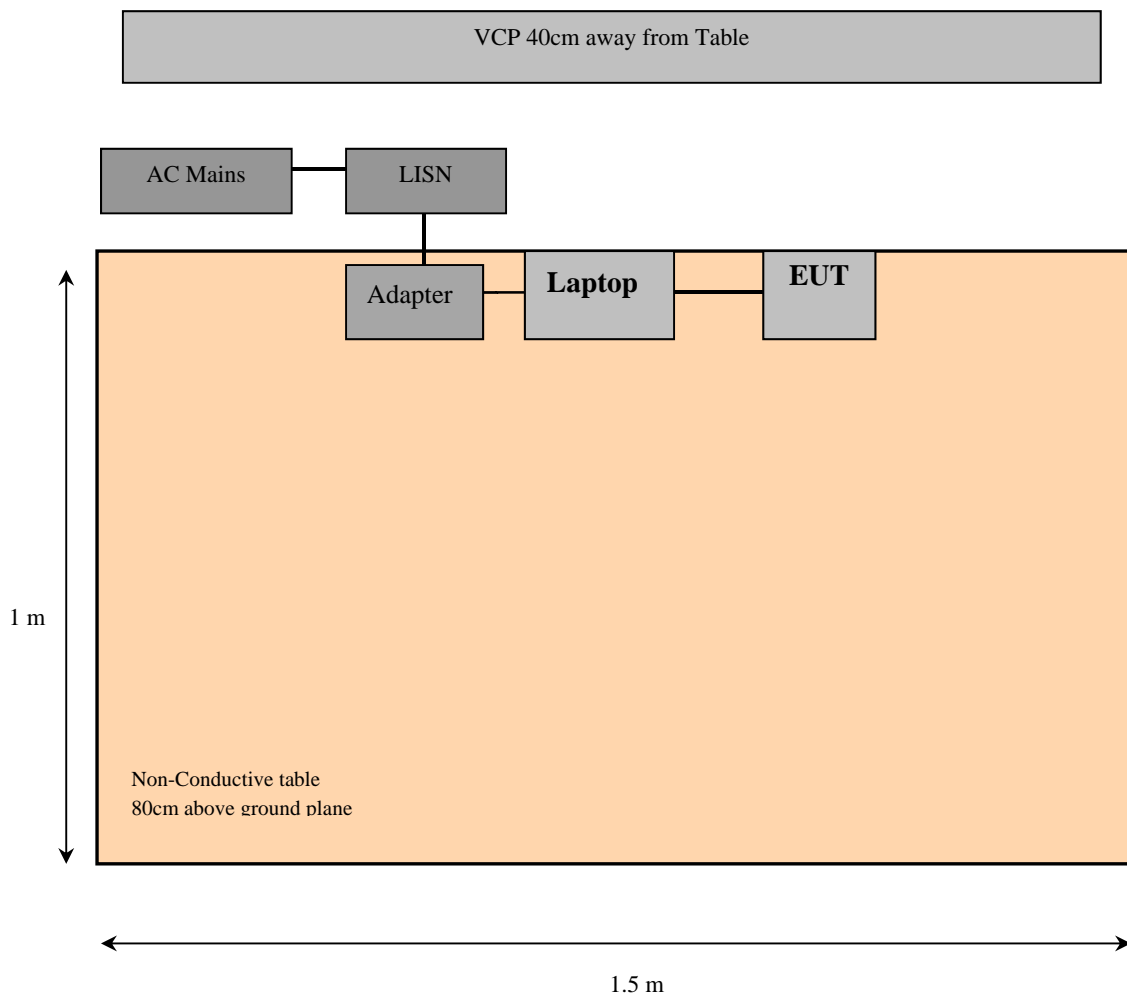 VCP 40cm away from Table
AC Mains
LISN
Adapter
Laptop
EUT
1 m
Non-Conductive table
80cm above ground plane
1.5 m